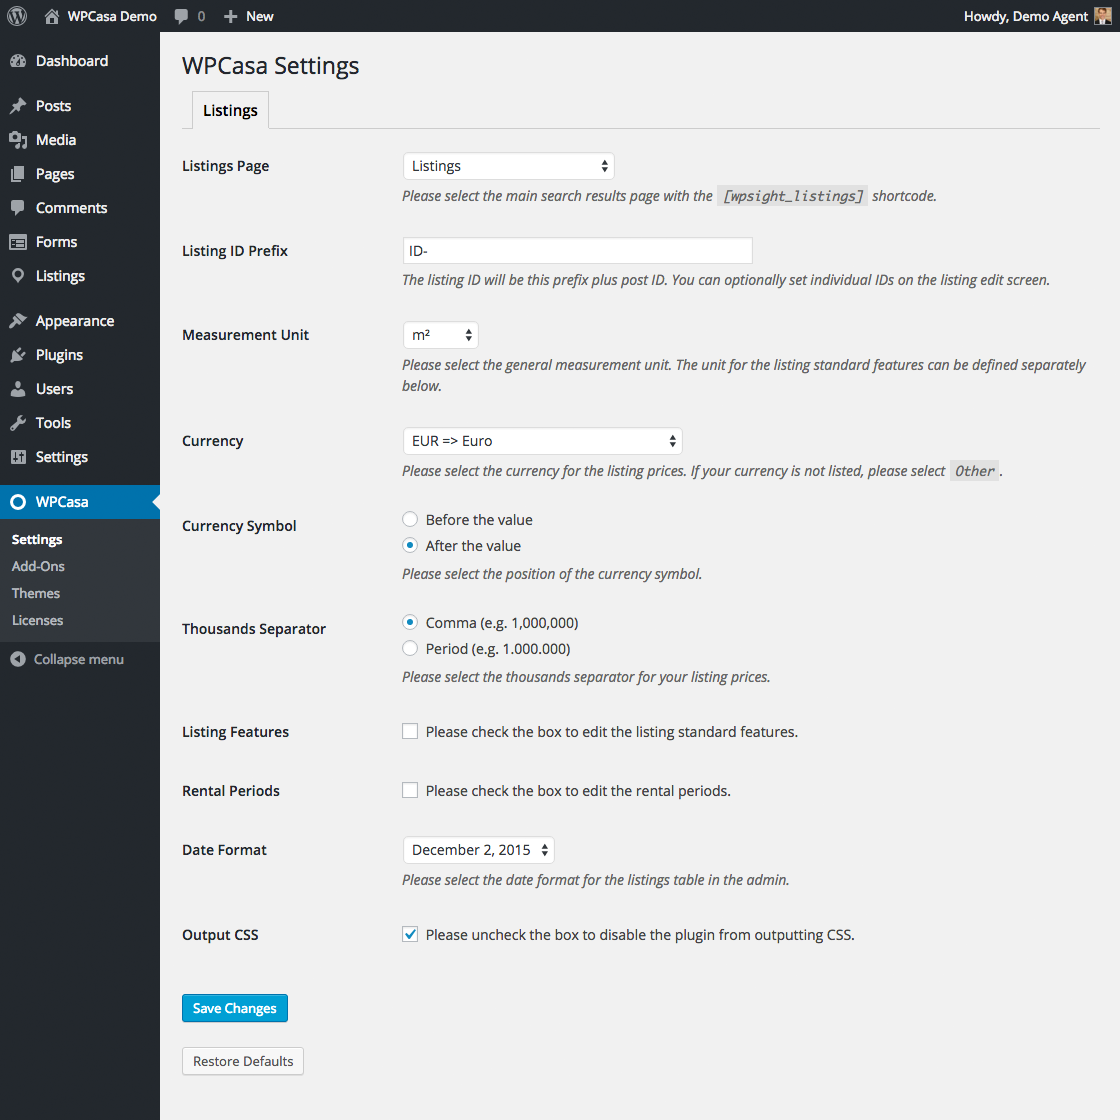 WPCasa Demo 0 New Howdy, Demo Agent
Dashboard
Posts
Media
Pages
Comments
Forms
Listings
Appearance
Plugins
Users
Tools
Settings
WPCasa
Settings
Add-Ons
Themes
Licenses
Collapse menu
WPCasa Settings
Listings
Listings Page Listings
Please select the main search results page with the [wpsight_listings] shortcode.
Listing ID Prefix ID-
The listing ID will be this prefix plus post ID. You can optionally set individual IDs on the listing edit screen.
Measurement Unit m²
Please select the general measurement unit. The unit for the listing standard features can be defined separately
below.
Currency EUR => Euro
Please select the currency for the listing prices. If your currency is not listed, please select Other.
Currency Symbol Before the value
After the value
Please select the position of the currency symbol.
Thousands Separator Comma (e.g. 1,000,000)
Period (e.g. 1.000.000)
Please select the thousands separator for your listing prices.
Listing Features Please check the box to edit the listing standard features.
Rental Periods Please check the box to edit the rental periods.
Date Format December 2, 2015
Please select the date format for the listings table in the admin.
Output CSS Please uncheck the box to disable the plugin from outputting CSS.
Save Changes
Restore Defaults